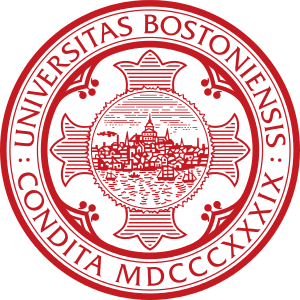 UNIVERSITAS BOSTONIENSIS
CONDITA MDCCCXXXIX